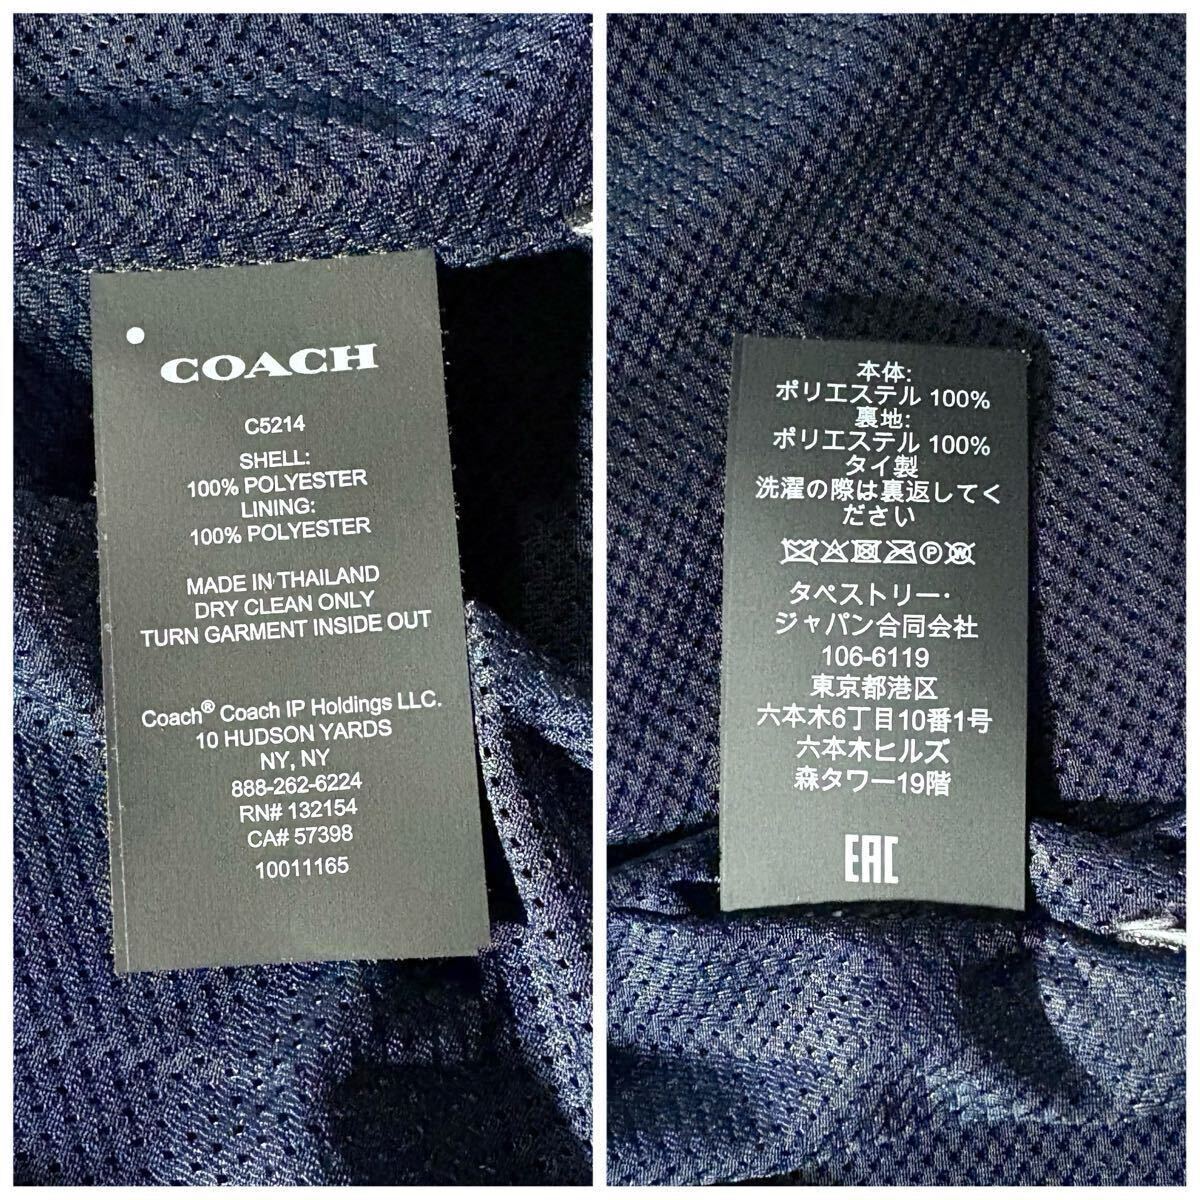 COACH
C5214
SHELL:
100% POLYESTER
LINING:
100% POLYESTER
MADE IN THAILAND
DRY CLEAN ONLY
TURN GARMENT INSIDE OUT
Coach® Coach IP Holdings LLC.
10 HUDSON YARDS
NY, NY
888-262-6224
RN# 132154
CA# 57398
10011165
本体:
ポリエステル 100%
裏地:
ポリエステル 100%
タイ製
洗濯の際は裏返してく
ださい
P W
タペストリー・
ジャパン合同会社
106-6119
東京都港区
六本木6丁目10番1号
六本木ヒルズ
森タワー19階
EAC